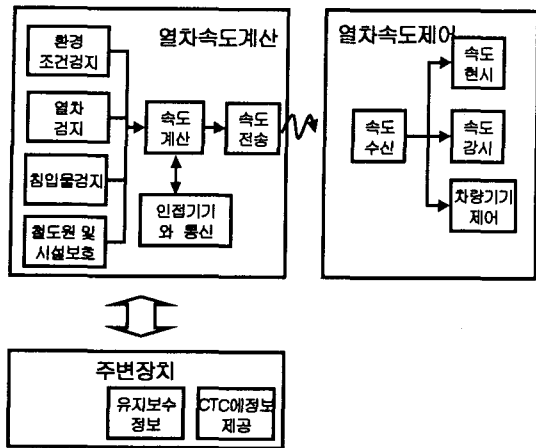 열차속도계산
환경
조건검지
열차
검지
침입물검지
철도원 및
시설보호
속도
계산
속도
전송
인접기기
와 통신
열차속도제어
속도
수신
속도
현시
속도
감시
차량기기
제어
주변장치
유지보수
정보
CTC에정보
제공